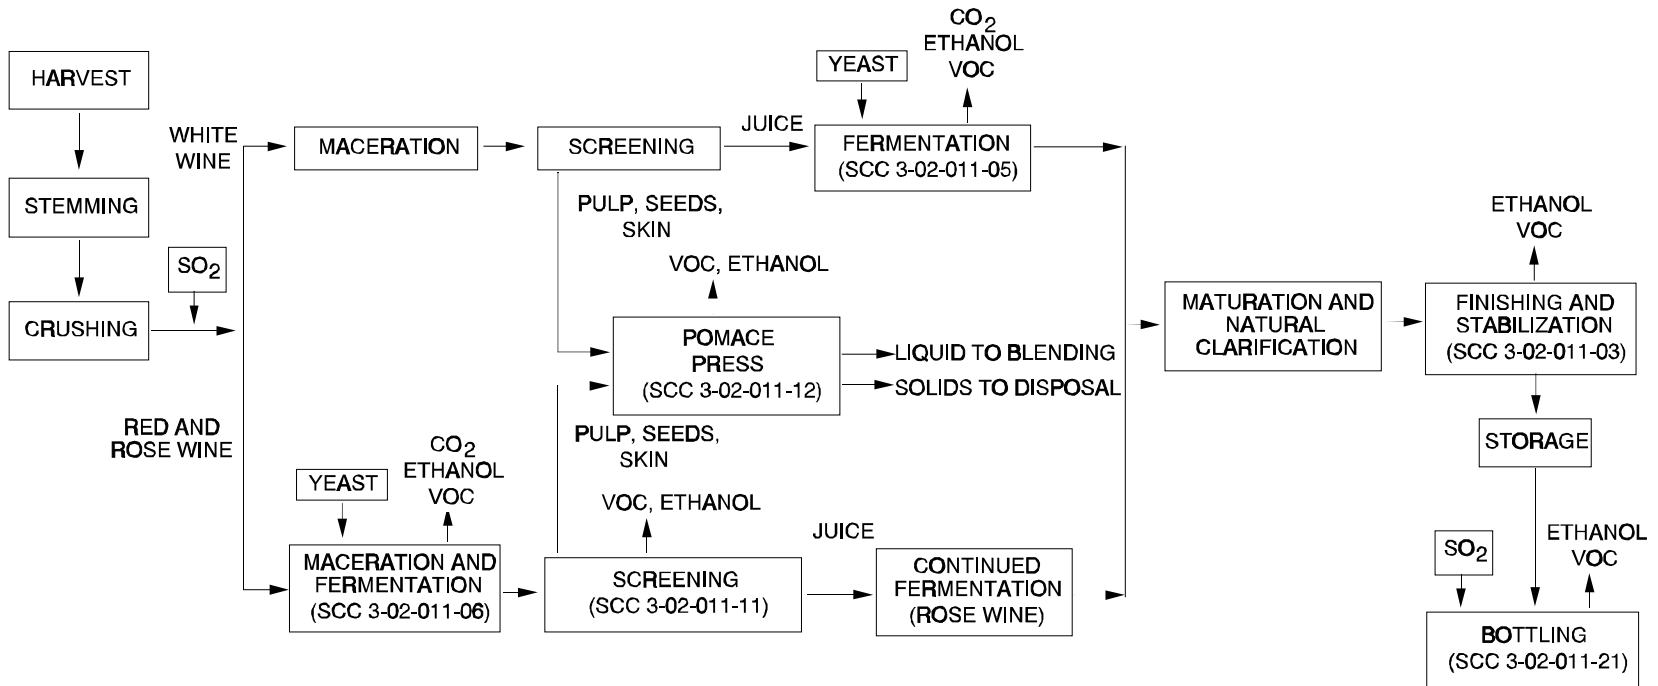 HARVEST
STEMMING
CRUSHING
SO2
WHITE
WINE
RED AND
ROSE WINE
MACERATION
SCREENING
JUICE
YEAST
CO2
ETHANOL
VOC
FERMENTATION
(SCC 3-02-011-05)
PULP, SEEDS,
SKIN
VOC, ETHANOL
POMACE
PRESS
(SCC 3-02-011-12)
LIQUID TO BLENDING
SOLIDS TO DISPOSAL
PULP, SEEDS,
SKIN
YEAST
CO2
ETHANOL
VOC
MACERATION AND
FERMENTATION
(SCC 3-02-011-06)
VOC, ETHANOL
SCREENING
(SCC 3-02-011-11)
JUICE
CONTINUED
FERMENTATION
(ROSE WINE)
MATURATION AND
NATURAL
CLARIFICATION
ETHANOL
VOC
FINISHING AND
STABILIZATION
(SCC 3-02-011-03)
STORAGE
SO2
ETHANOL
VOC
BOTTLING
(SCC 3-02-011-21)